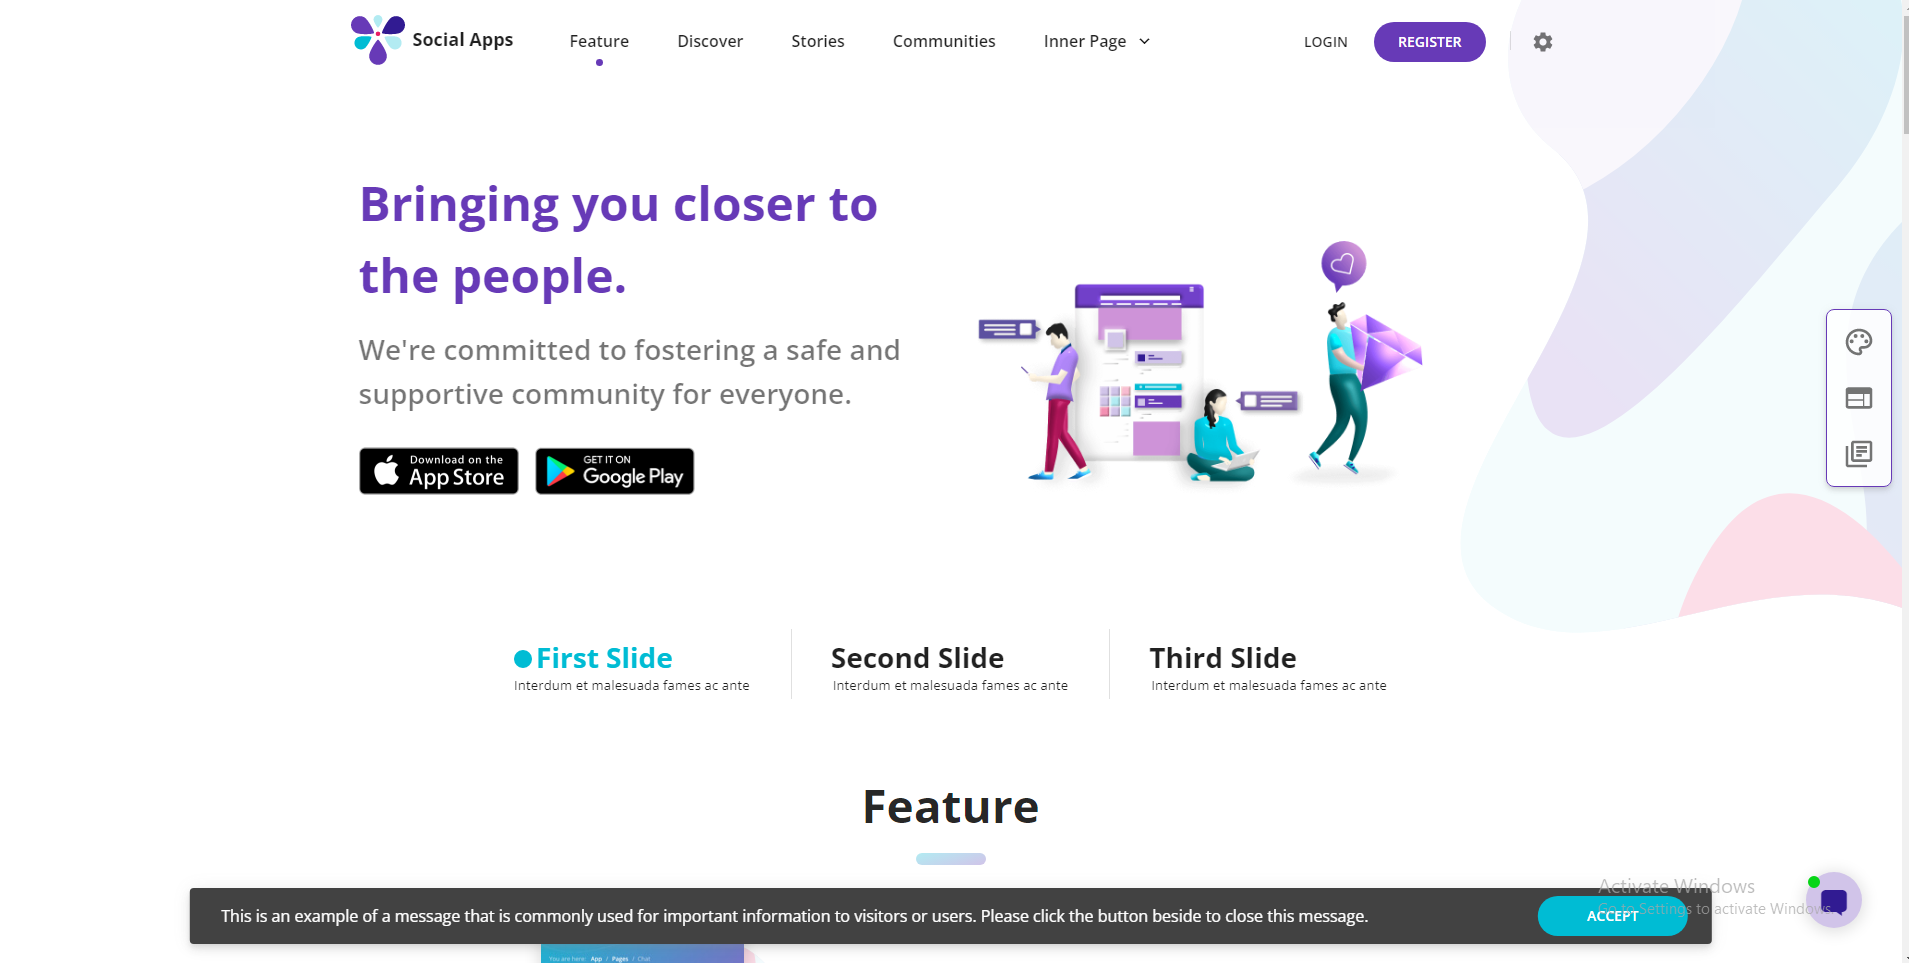 Social Apps
Feature
Discover
Stories
Communities
Inner Page
LOGIN
REGISTER
Bringing you closer to
the people.
We're committed to fostering a safe and
supportive community for everyone.
Download on the
App Store
GET IT ON
Google Play
First Slide
Interdum et malesuada fames ac ante
Second Slide
Interdum et malesuada fames ac ante
Third Slide
Interdum et malesuada fames ac ante
Feature
Activate Windows
Go to Settings to activate Windows.
This is an example of a message that is commonly used for important information to visitors or users. Please click the button beside to close this message.
ACCEPT
You are here: App / Pages / Chat